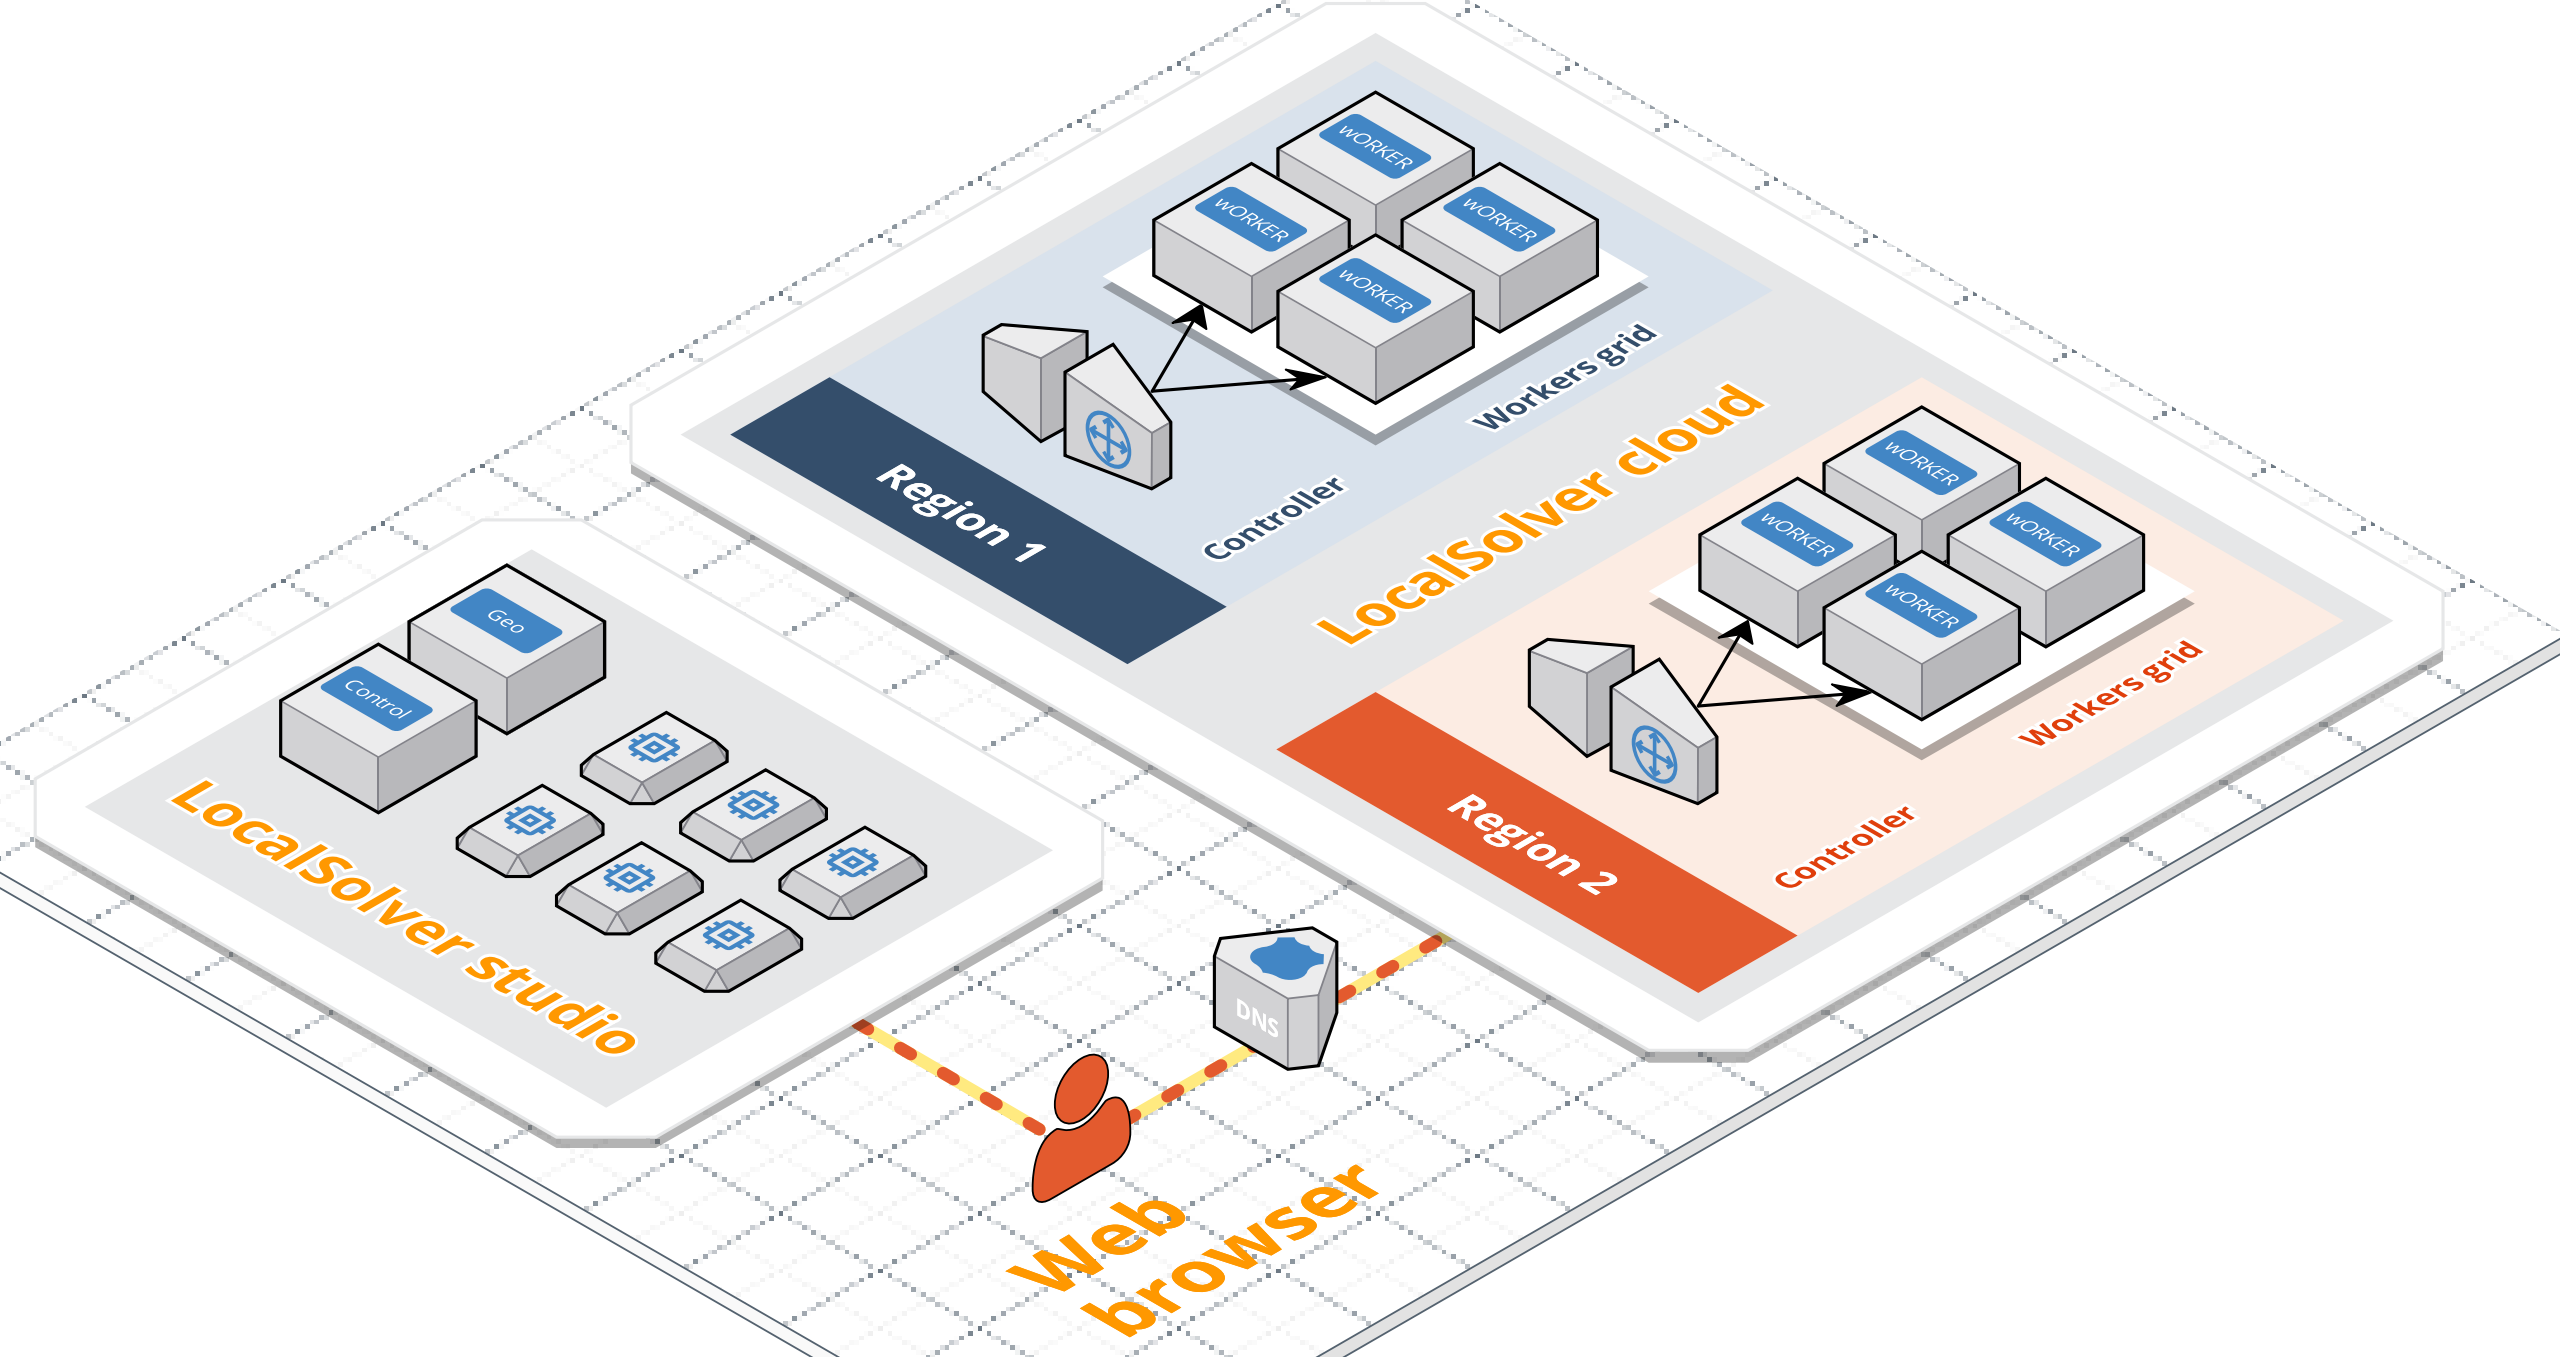 wORKER
wORKER
wORKER
wORKER
Workers grid
Controller
Region 1
LocalSolver cloud
wORKER
wORKER
wORKER
wORKER
Workers grid
Controller
Region 2
Geo
Control
LocalSolver studio
DNS
Web
browser